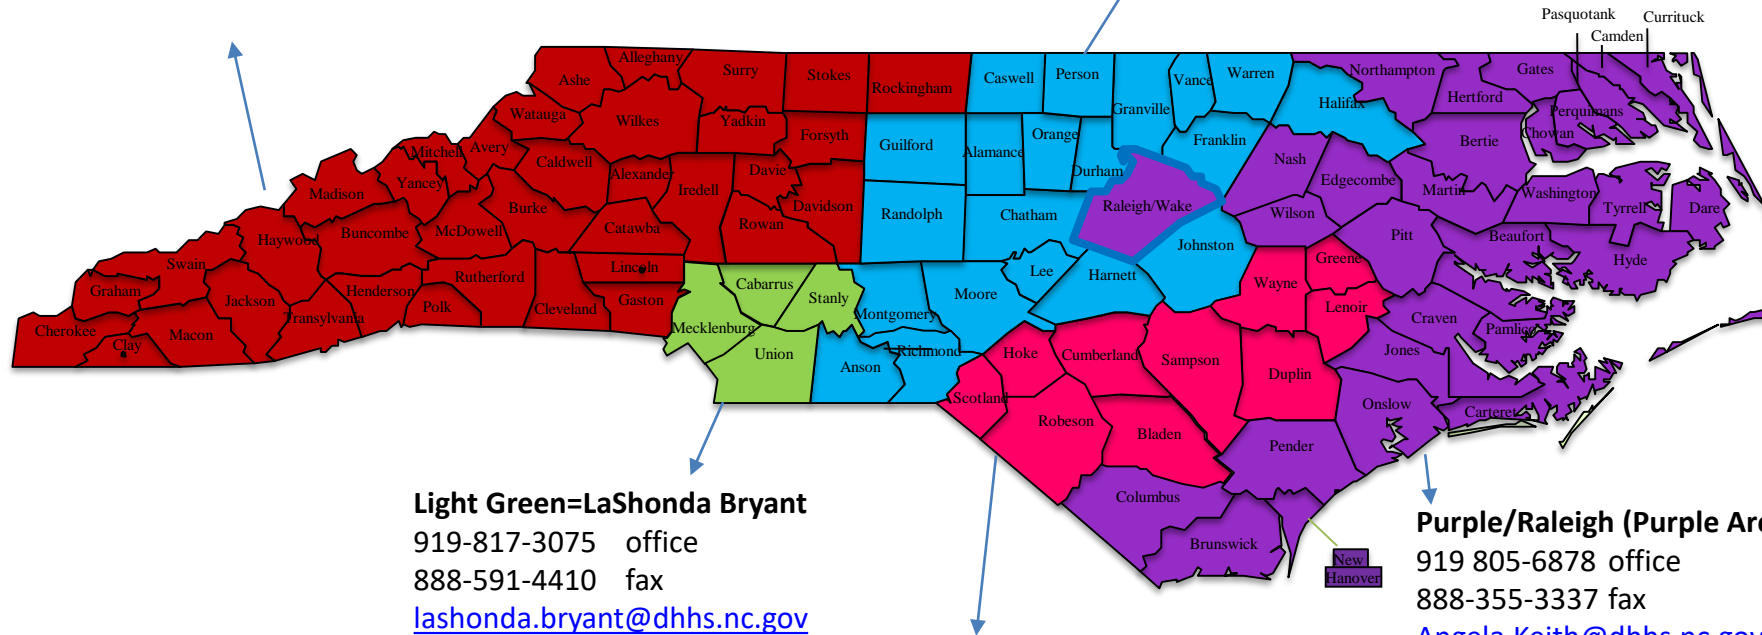 Pasquotank
Currituck
Camden
Alleghany
Ashe
Surry
Stokes
Rockingham
Caswell
Person
Granville
Vance
Warren
Halifax
Northampton
Gates
Hertford
Perquimans
Chowan
Bertie
Watauga
Wilkes
Yadkin
Forsyth
Guilford
Alamance
Orange
Durham
Franklin
Nash
Edgecombe
Martin
Washington
Tyrrell
Dare
Mitchell
Avery
Caldwell
Alexander
Iredell
Davie
Madison
Yancey
Burke
Davidson
Randolph
Chatham
Raleigh/Wake
Wilson
Catawba
Rowan
Johnston
Pitt
Beaufort
Hyde
Haywood
Buncombe
McDowell
Swain
Lincoln
Lee
Harnett
Greene
Graham
Jackson
Henderson
Rutherford
Polk
Cleveland
Gaston
Cabarrus
Stanly
Moore
Wayne
Lenoir
Craven
Pamlico
Transylvania
Cherokee
Clay
Macon
Mecklenburg
Union
Montgomery
Richmond
Anson
Hoke
Cumberland
Sampson
Duplin
Jones
Scotland
Robeson
Bladen
Onslow
Carteret
Pender
Columbus
Brunswick
New
Hanover
Light Green=LaShonda Bryant
919-817-3075 office
888-591-4410 fax
lashonda.bryant@dhhs.nc.gov
Purple/Raleigh (Purple Are
919 805-6878 office
888-355-3337 fax
Angela.Keith@dhhs.nc.gov